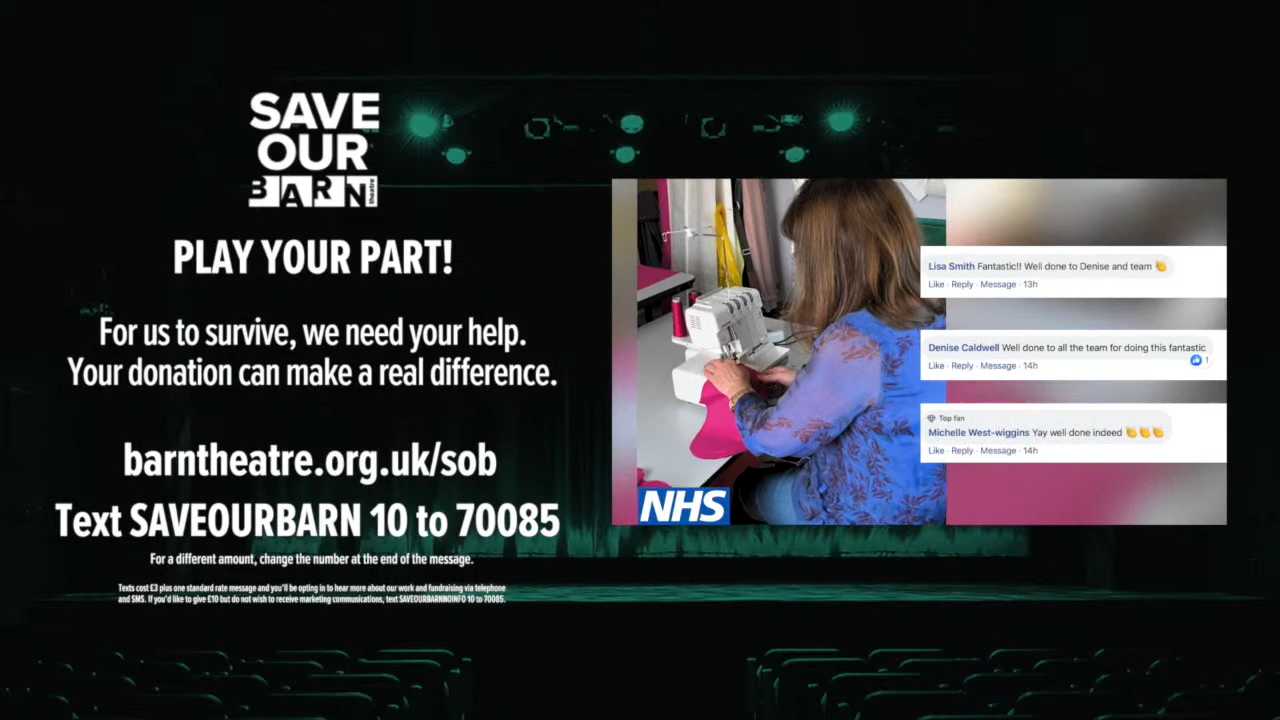 SAVE
OUR
BARN theatre
PLAY YOUR PART!
For us to survive, we need your help.
Your donation can make a real difference.
barntheatre.org.uk/sob
Text SAVEOURBARN 10 to 70085
For a different amount, change the number at the end of the message.
Texts cost £3 plus one standard rate message and you'll be opting in to hear more about our work and fundraising via telephone
and SMS. If you'd like to give £10 but do not wish to receive marketing communications, text SAVEOURBARNNOINFO 10 to 70085.
Lisa Smith Fantastic!! Well done to Denise and team 👏
Like · Reply · Message · 13h
Denise Caldwell Well done to all the team for doing this fantastic
1
Like · Reply · Message · 14h
Top fan
Michelle West-wiggins Yay well done indeed 👏👏👏
Like · Reply · Message · 14h
NHS